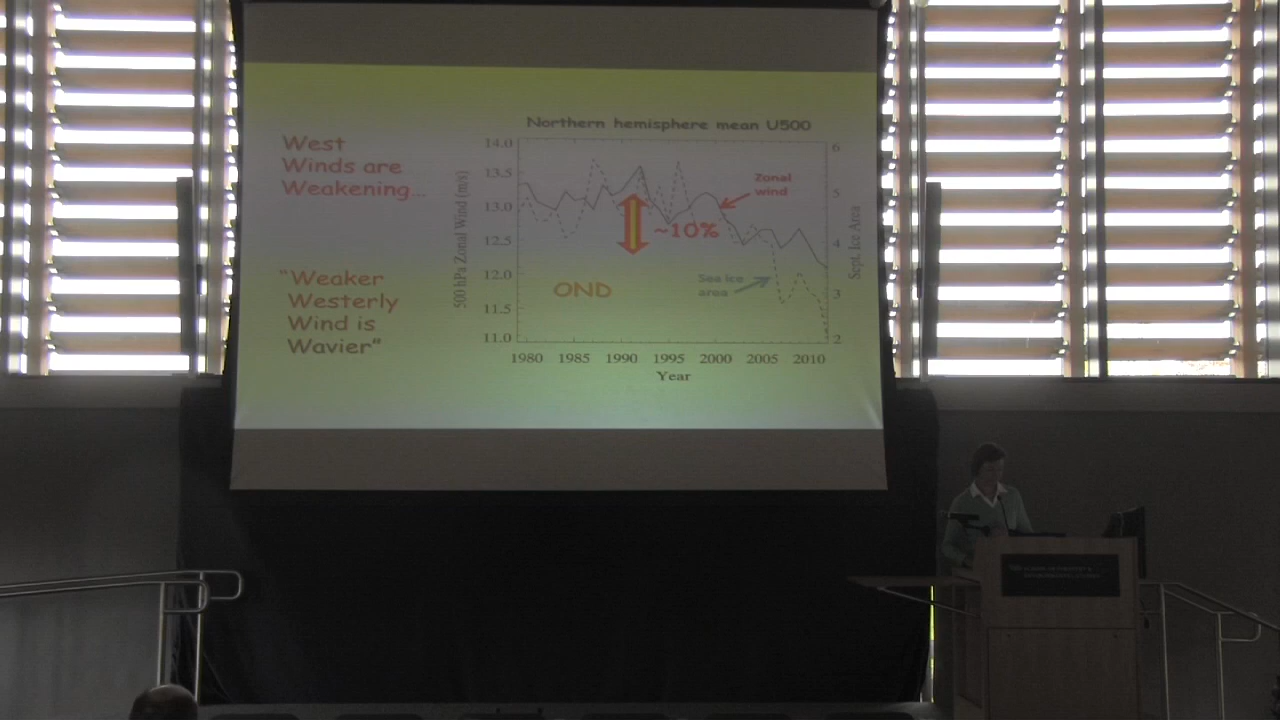 West
Winds are
Weakening...
"Weaker
Westerly
Wind is
Wavier"
Northern hemisphere mean U500
14.0
13.5
13.0
12.5
12.0
11.5
11.0
500 hPa Zonal Wind (m/s)
6
5
4
3
2
Sept. Ice Area
Zonal
wind
~10%
Sea ice
area
OND
1980 1985 1990 1995 2000 2005 2010
Year